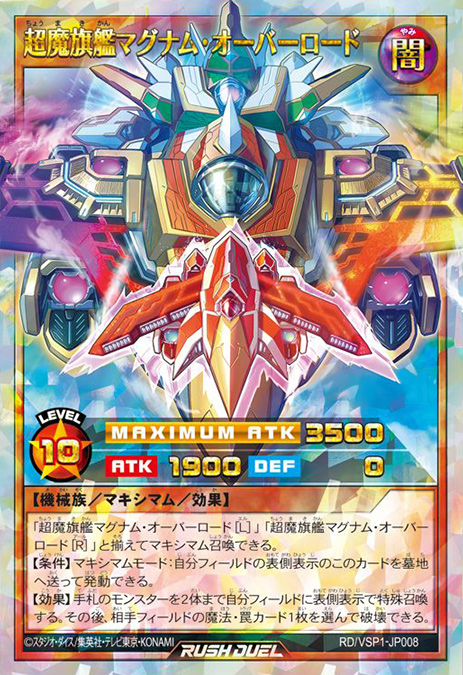 超魔旗艦マグナム・オーバーロード
闇
LEVEL
10
MAXIMUM ATK 3500
ATK 1900 DEF 0
【機械族／マキシマム／効果】
「超魔旗艦マグナム・オーバーロード［L］」「超魔旗艦マグナム・オーバー
ロード［R］」と揃えてマキシマム召喚できる。
【条件】マキシマムモード：自分フィールドの表側表示のこのカードを墓地
へ送って発動できる。
【効果】手札のモンスターを2体まで自分フィールドに表側表示で特殊召喚
する。その後、相手フィールドの魔法・罠カード1枚を選んで破壊できる。
©スタジオ・ダイス/集英社・テレビ東京・KONAMI
RUSH DUEL
RD/VSP1-JP008